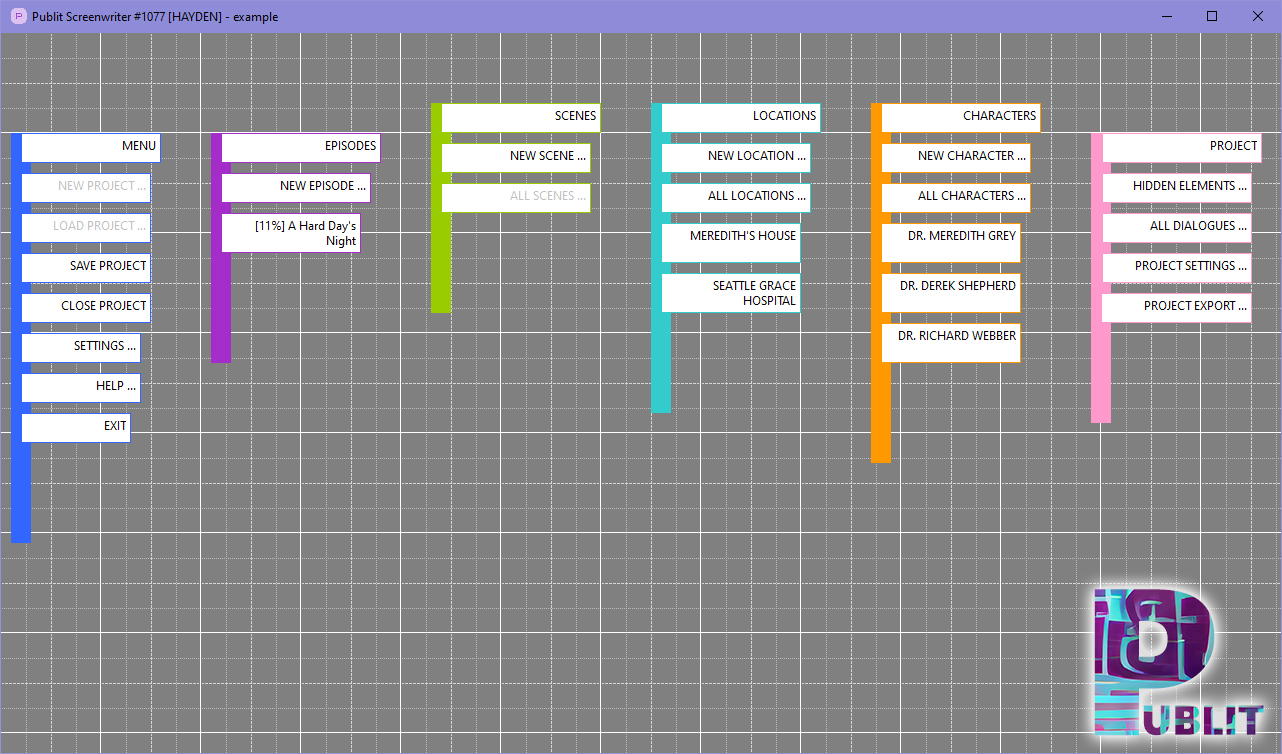 P Publit Screenwriter #1077 [HAYDEN] - example
MENU
NEW PROJECT ...
LOAD PROJECT ...
SAVE PROJECT
CLOSE PROJECT
SETTINGS ...
HELP ...
EXIT
EPISODES
NEW EPISODE ...
[11%] A Hard Day's
Night
SCENES
NEW SCENE ...
ALL SCENES ...
LOCATIONS
NEW LOCATION ...
ALL LOCATIONS ...
MEREDITH'S HOUSE
SEATTLE GRACE
HOSPITAL
CHARACTERS
NEW CHARACTER ...
ALL CHARACTERS ...
DR. MEREDITH GREY
DR. DEREK SHEPHERD
DR. RICHARD WEBBER
PROJECT
HIDDEN ELEMENTS ...
ALL DIALOGUES ...
PROJECT SETTINGS ...
PROJECT EXPORT ...
PUBLIT